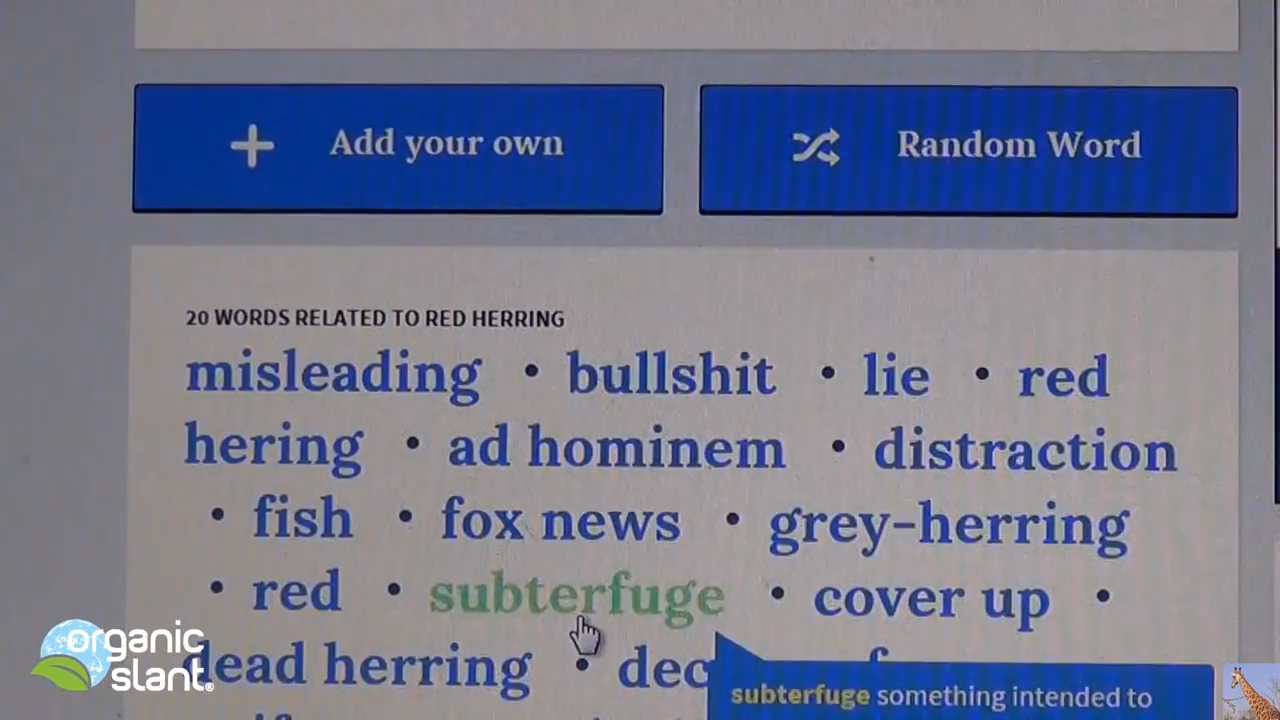 Add your own
Random Word
20 WORDS RELATED TO RED HERRING
misleading • bullshit • lie • red
hering • ad hominem • distraction
• fish • fox news • grey-herring
• red • subterfuge • cover up •
dead herring • dec
subterfuge something intended to
organic
slant®